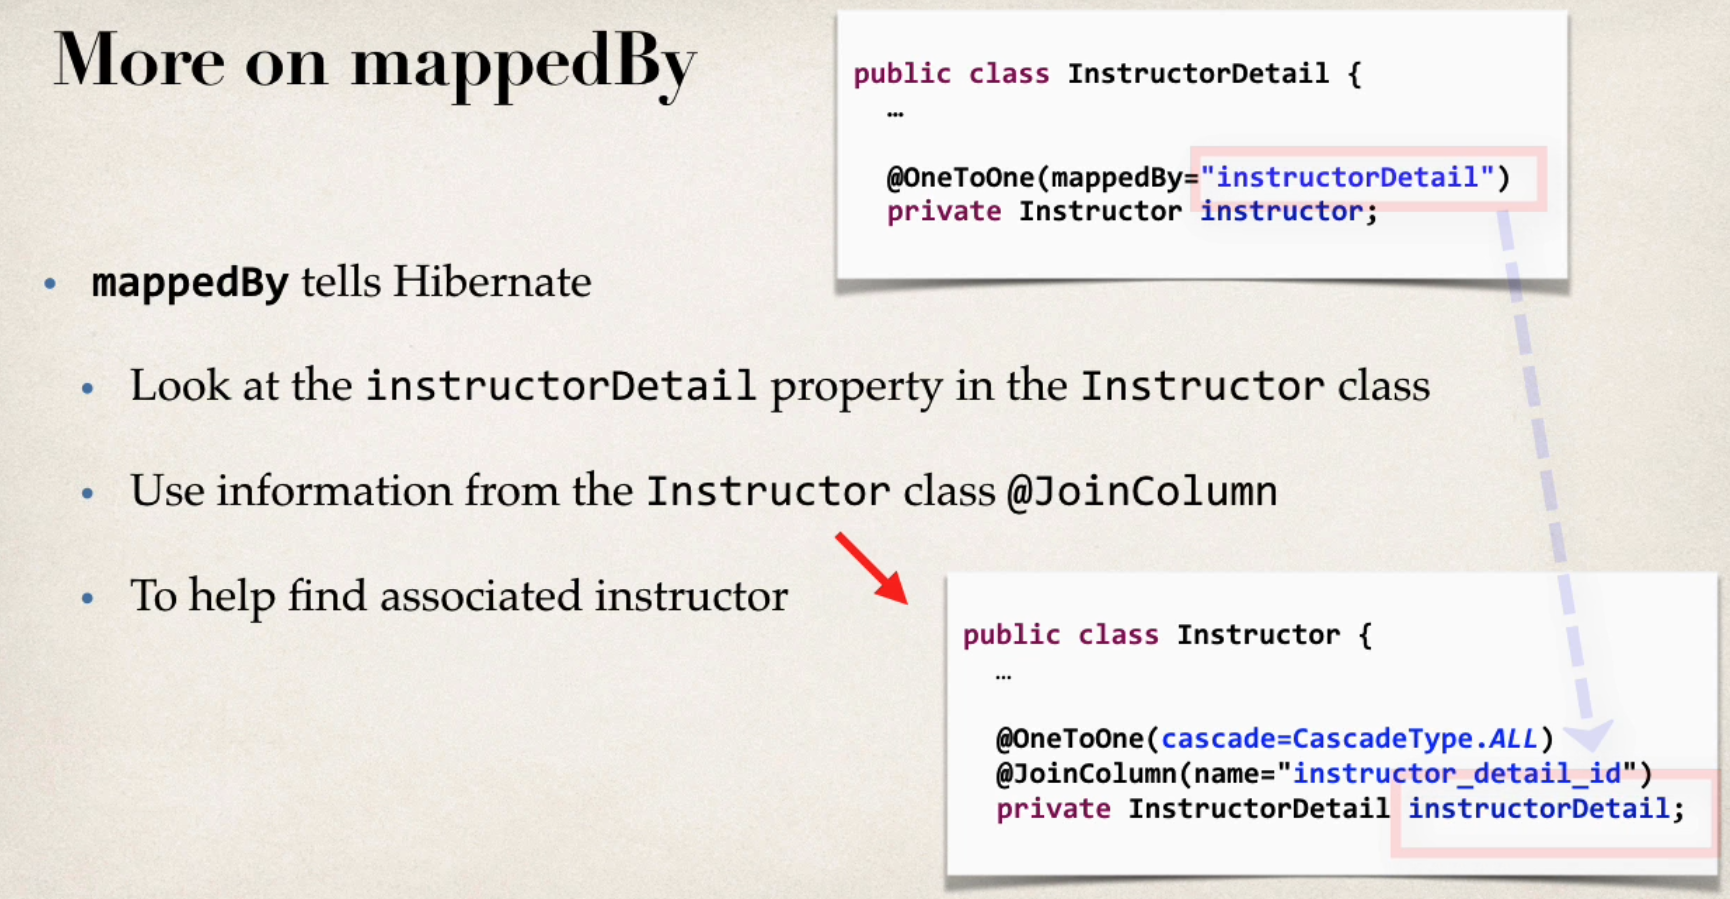 More on mappedBy
public class InstructorDetail {
…
@OneToOne(mappedBy="instructorDetail")
private Instructor instructor;
• mappedBy tells Hibernate
• Look at the instructorDetail property in the Instructor class
• Use information from the Instructor class @JoinColumn
• To help find associated instructor
public class Instructor {
…
@OneToOne(cascade=CascadeType.ALL)
@JoinColumn(name="instructor_detail_id")
private InstructorDetail instructorDetail;